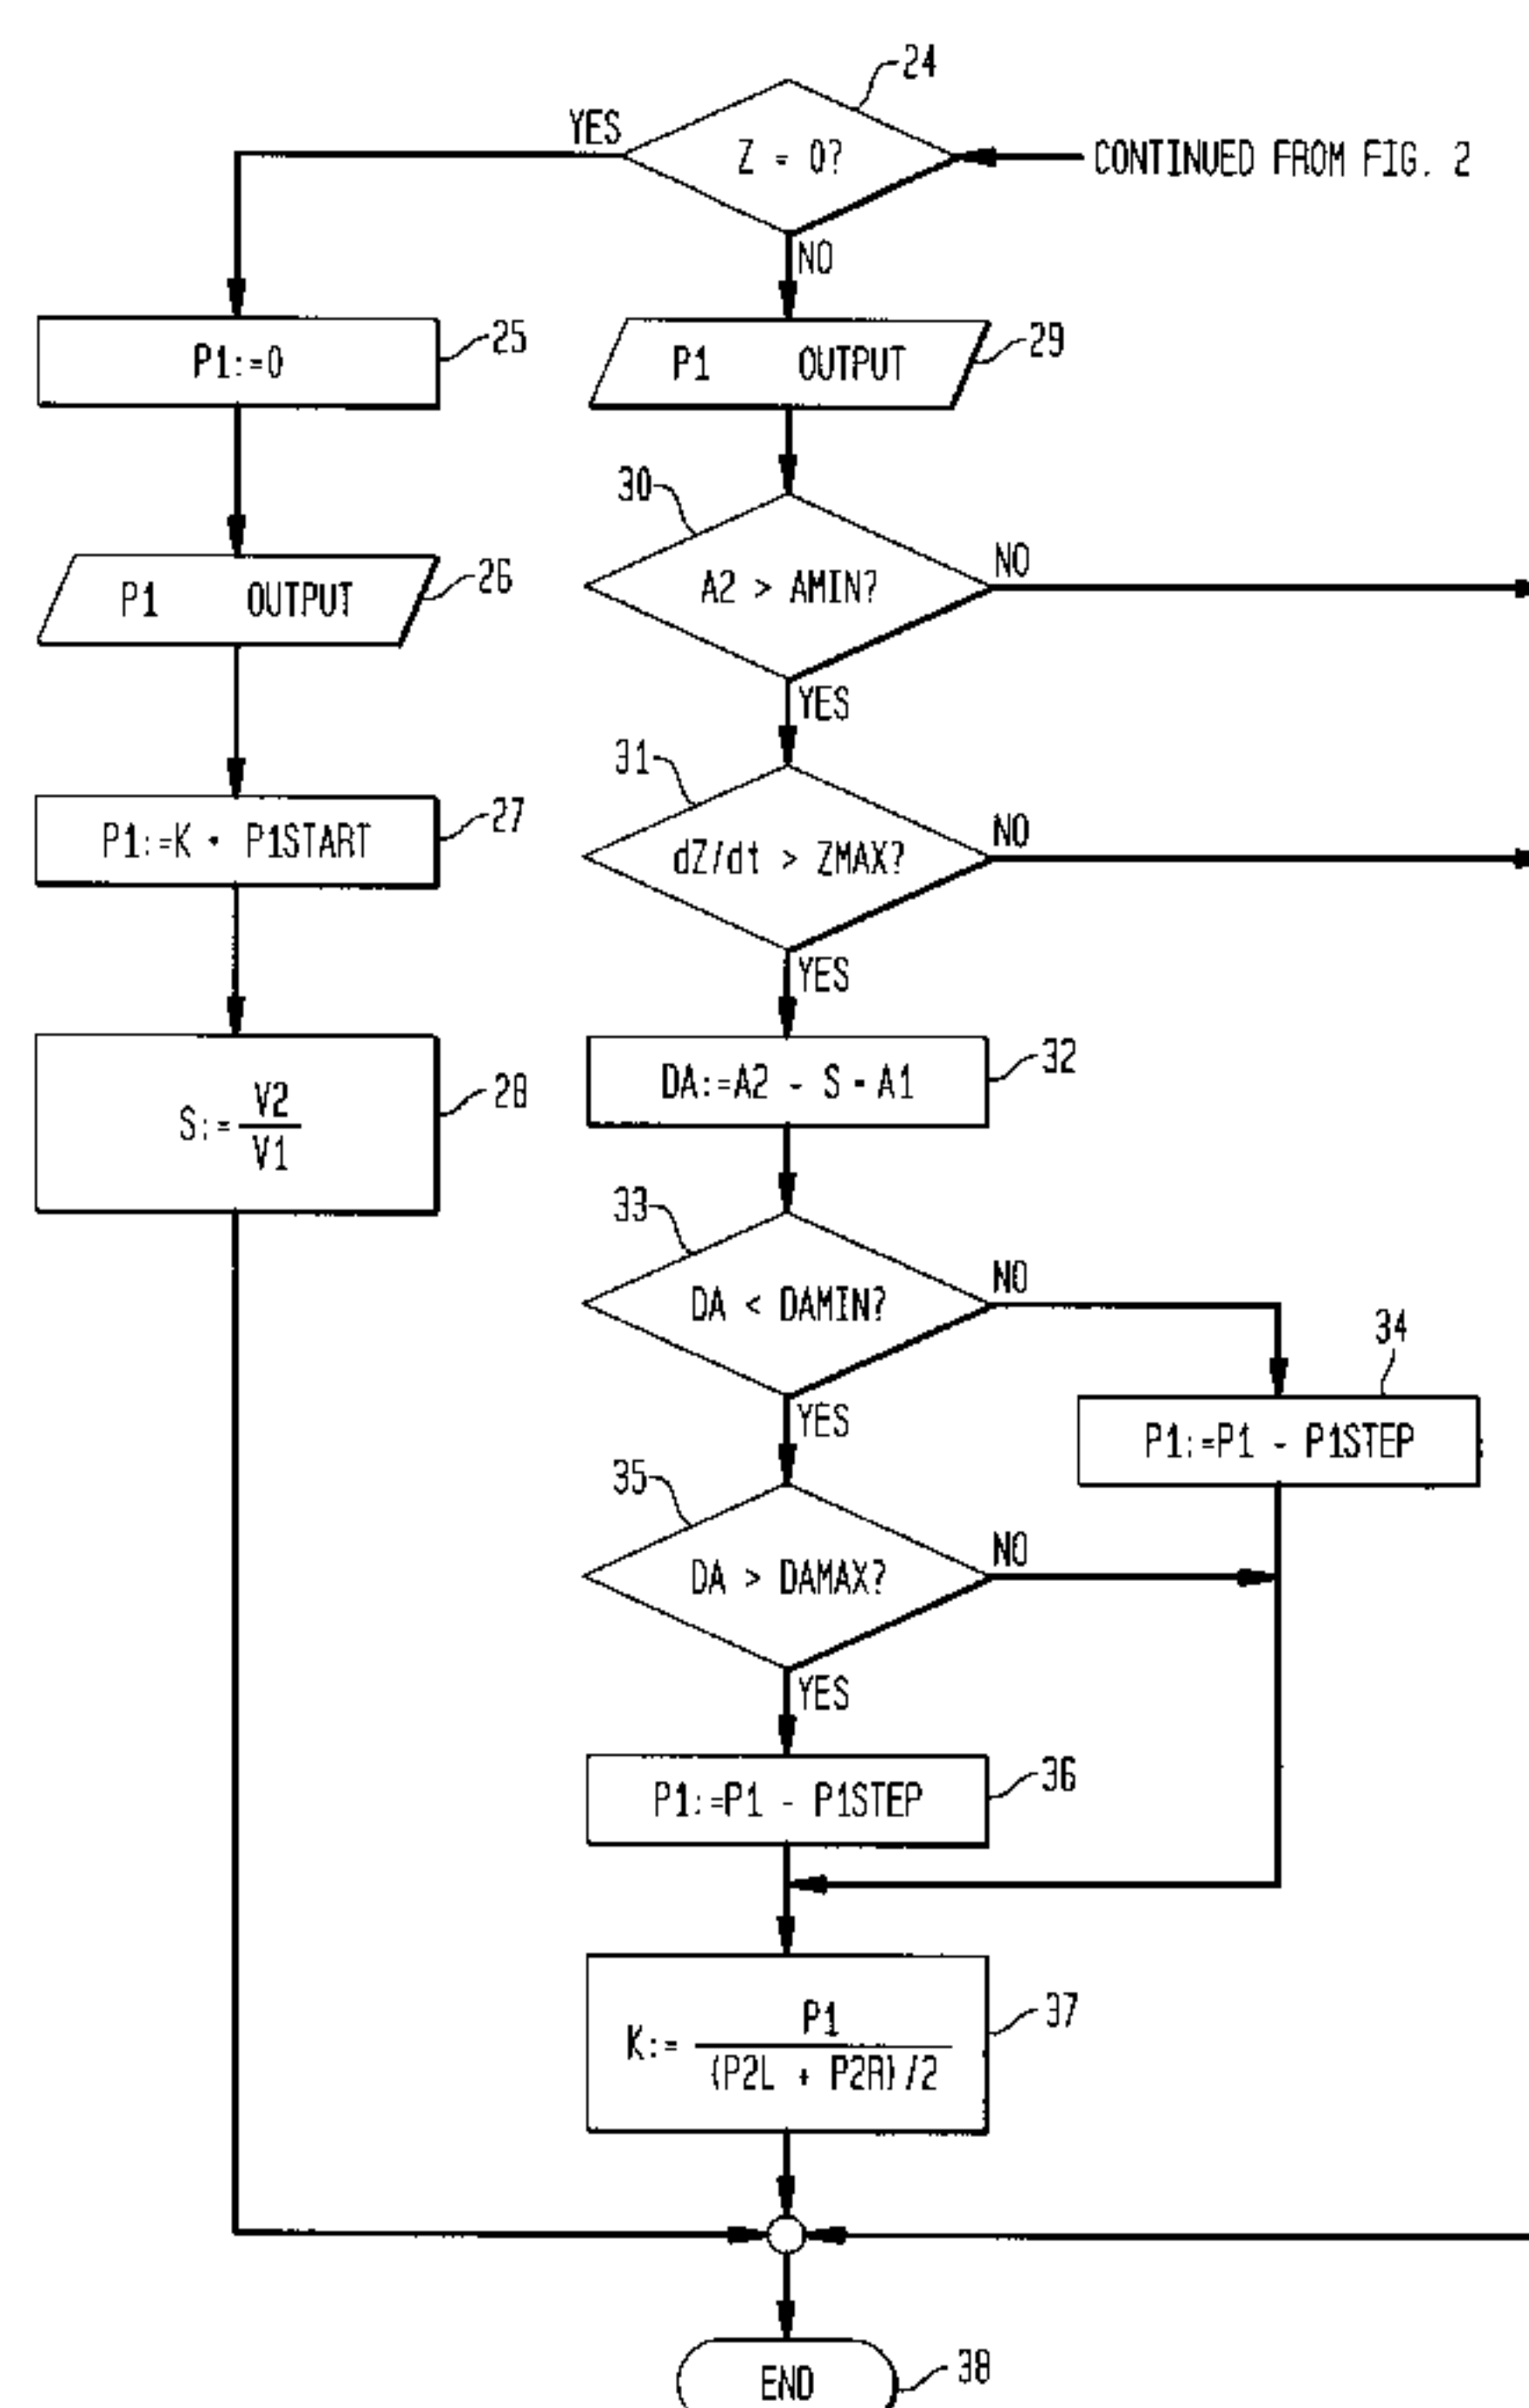 24
YES
Z = 0?
CONTINUED FROM FIG. 2
NO
P1:=0
25
P1 OUTPUT
29
30
P1 OUTPUT
26
A2 > AMIN?
NO
YES
31
P1:=K • P1START
27
dZ/dt > ZMAX?
NO
YES
S:= V2
V1
28
DA:=A2 - S • A1
32
33
DA < DAMIN?
NO
34
YES
P1:=P1 - P1STEP
35
DA > DAMAX?
NO
YES
P1:=P1 - P1STEP
36
K:= P1
(P2L + P2R)/2
37
END
38